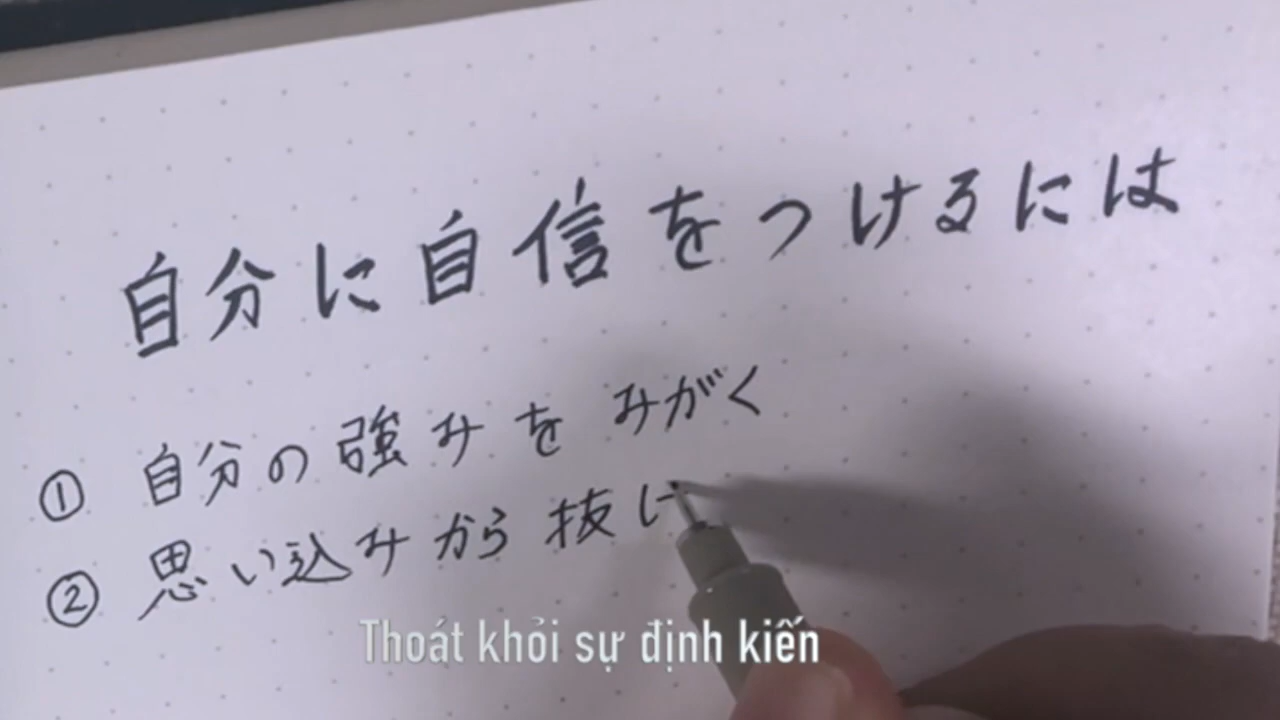 自分に自信をつけるには
① 自分の強みをみがく
② 思い込みから抜け
Thoát khỏi sự định kiến